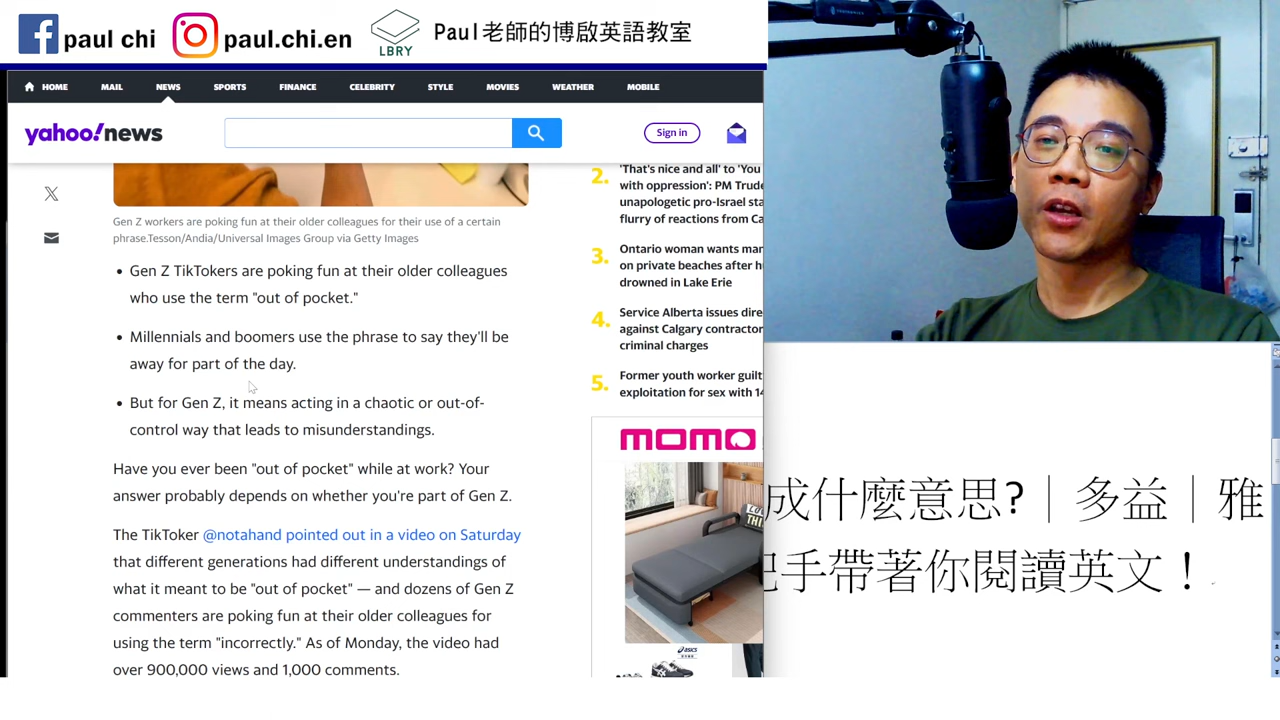 paul chi
paul.chi.en
LBRY
Paul老師的博啟英語教室
HOME MAIL NEWS SPORTS FINANCE CELEBRITY STYLE MOVIES WEATHER MOBILE
yahoo!news
Sign in
Gen Z workers are poking fun at their older colleagues for their use of a certain
phrase.Tesson/Andia/Universal Images Group via Getty Images
• Gen Z TikTokers are poking fun at their older colleagues
who use the term "out of pocket."
• Millennials and boomers use the phrase to say they'll be
away for part of the day.
• But for Gen Z, it means acting in a chaotic or out-of-
control way that leads to misunderstandings.
Have you ever been "out of pocket" while at work? Your
answer probably depends on whether you're part of Gen Z.
The TikToker @notahand pointed out in a video on Saturday
that different generations had different understandings of
what it meant to be "out of pocket" — and dozens of Gen Z
commenters are poking fun at their older colleagues for
using the term "incorrectly." As of Monday, the video had
over 900,000 views and 1,000 comments.
2. 'That's nice and all' to 'You
with oppression': PM Trude
unapologetic pro-Israel sta
flurry of reactions from Ca
3. Ontario woman wants mar
on private beaches after h
drowned in Lake Erie
4. Service Alberta issues dire
against Calgary contractor
criminal charges
5. Former youth worker guilt
exploitation for sex with 14
momo
asics
成什麼意思?｜多益｜雅
把手帶著你閱讀英文！